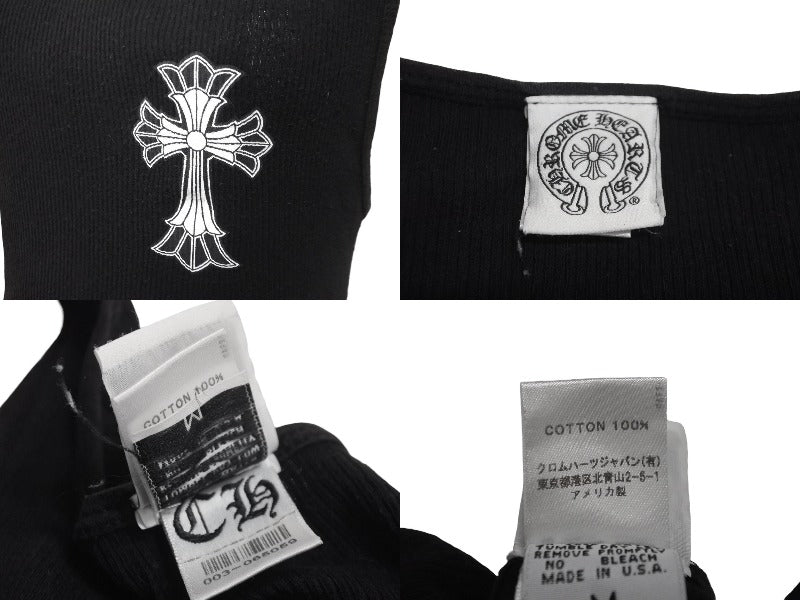 CHROME HEARTS
®
COTTON 100%
M
CH
003-065059
COTTON 100%
クロムハーツジャパン(有)
東京都港区北青山2-5-1
アメリカ製
TUMBLE DRY
REMOVE PROMPTLY
NO BLEACH
MADE IN U.S.A.
M